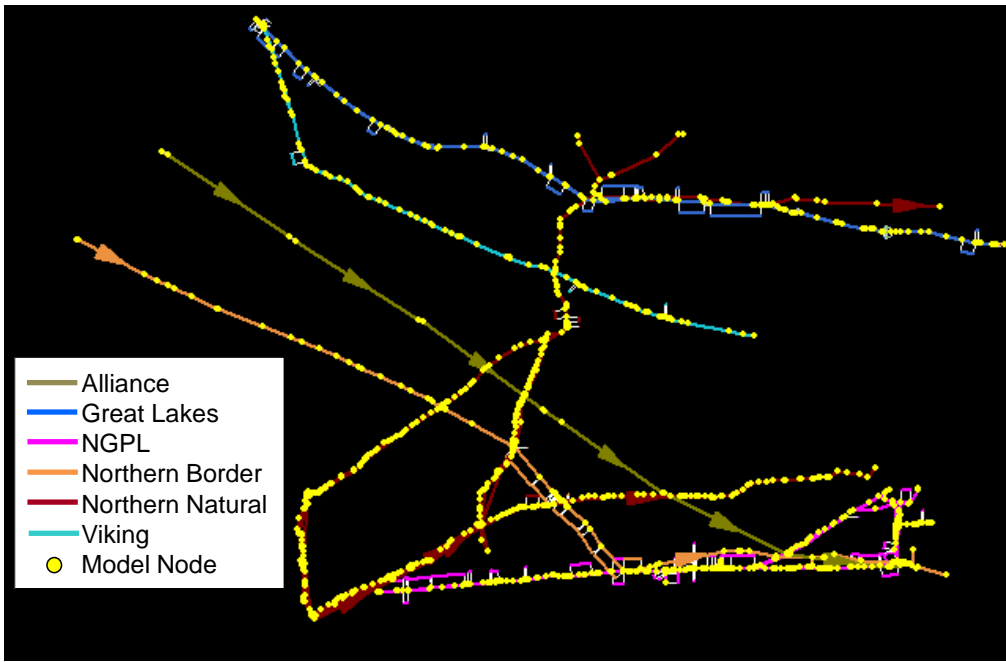 Alliance
Great Lakes
NGPL
Northern Border
Northern Natural
Viking
Model Node